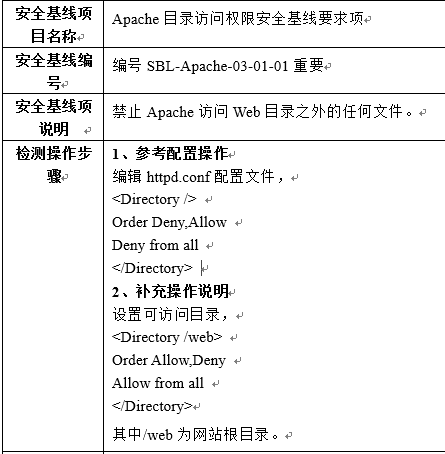 安全基线项目名称
Apache 目录访问权限安全基线要求项
安全基线编号
编号 SBL-Apache-03-01-01 重要
安全基线项说明
禁止 Apache 访问 Web 目录之外的任何文件。
检测操作步骤
1、参考配置操作
编辑 httpd.conf 配置文件，
<Directory />
Order Deny,Allow
Deny from all
</Directory>
2、补充操作说明
设置可访问目录，
<Directory /web>
Order Allow,Deny
Allow from all
</Directory>
其中/web 为网站根目录。